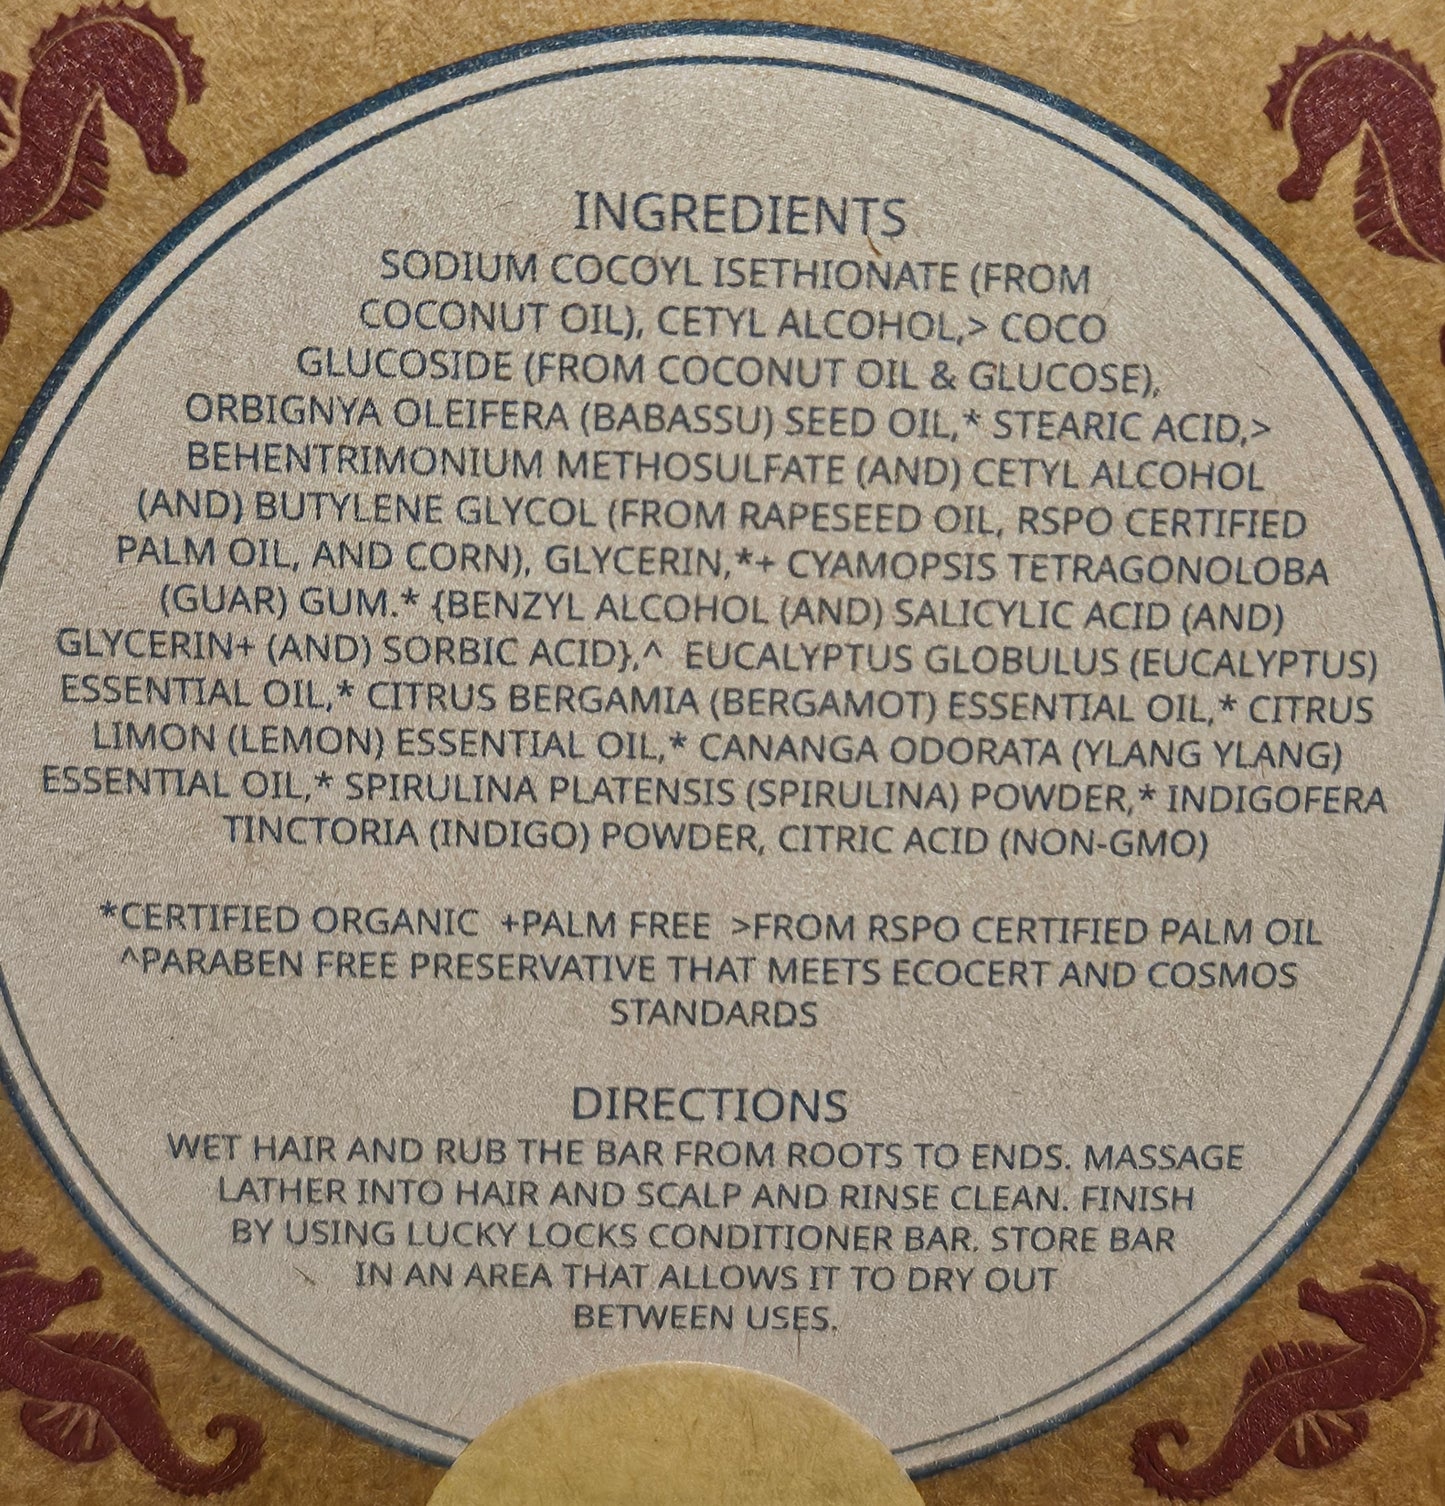 INGREDIENTS
SODIUM COCOYL ISETHIONATE (FROM
COCONUT OIL), CETYL ALCOHOL,> COCO
GLUCOSIDE (FROM COCONUT OIL & GLUCOSE),
ORBIGNYA OLEIFERA (BABASSU) SEED OIL,* STEARIC ACID,>
BEHENTRIMONIUM METHOSULFATE (AND) CETYL ALCOHOL
(AND) BUTYLENE GLYCOL (FROM RAPESEED OIL, RSPO CERTIFIED
PALM OIL, AND CORN), GLYCERIN,*+ CYAMOPSIS TETRAGONOLOBA
(GUAR) GUM.* {BENZYL ALCOHOL (AND) SALICYLIC ACID (AND)
GLYCERIN+ (AND) SORBIC ACID},^ EUCALYPTUS GLOBULUS (EUCALYPTUS)
ESSENTIAL OIL,* CITRUS BERGAMIA (BERGAMOT) ESSENTIAL OIL,* CITRUS
LIMON (LEMON) ESSENTIAL OIL,* CANANGA ODORATA (YLANG YLANG)
ESSENTIAL OIL,* SPIRULINA PLATENSIS (SPIRULINA) POWDER,* INDIGOFERA
TINCTORIA (INDIGO) POWDER, CITRIC ACID (NON-GMO)
*CERTIFIED ORGANIC +PALM FREE >FROM RSPO CERTIFIED PALM OIL
^PARABEN FREE PRESERVATIVE THAT MEETS ECOCERT AND COSMOS
STANDARDS
DIRECTIONS
WET HAIR AND RUB THE BAR FROM ROOTS TO ENDS. MASSAGE
LATHER INTO HAIR AND SCALP AND RINSE CLEAN. FINISH
BY USING LUCKY LOCKS CONDITIONER BAR. STORE BAR
IN AN AREA THAT ALLOWS IT TO DRY OUT
BETWEEN USES.